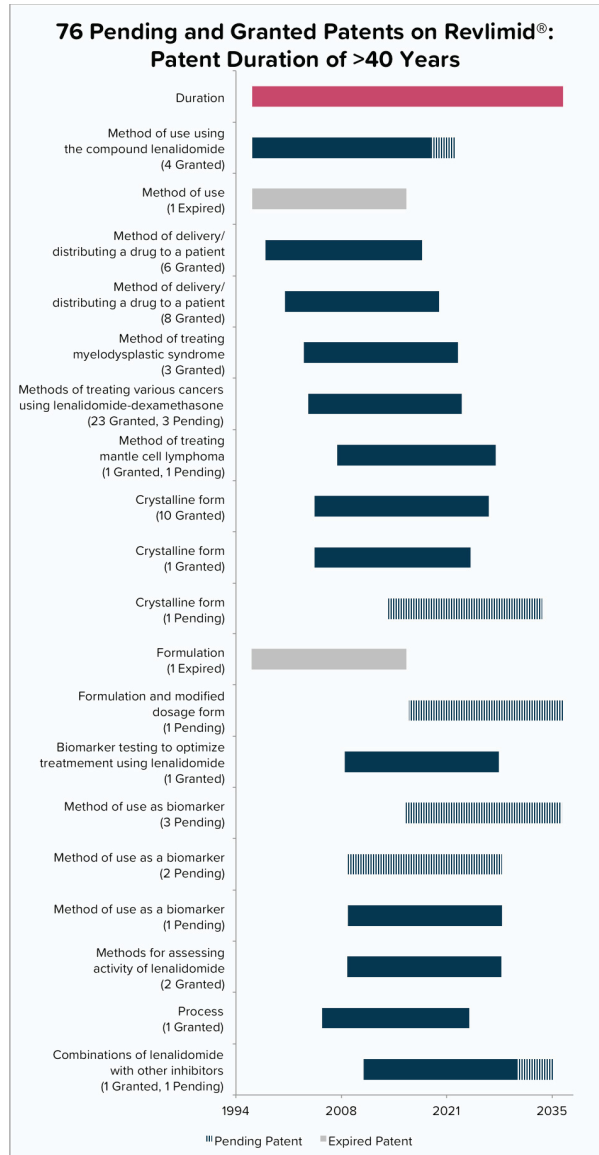 76 Pending and Granted Patents on Revlimid®:
Patent Duration of >40 Years
Duration
Method of use using
the compound lenalidomide
(4 Granted)
Method of use
(1 Expired)
Method of delivery/
distributing a drug to a patient
(6 Granted)
Method of delivery/
distributing a drug to a patient
(8 Granted)
Method of treating
myelodysplastic syndrome
(3 Granted)
Methods of treating various cancers
using lenalidomide-dexamethasone
(23 Granted, 3 Pending)
Method of treating
mantle cell lymphoma
(1 Granted, 1 Pending)
Crystalline form
(10 Granted)
Crystalline form
(1 Granted)
Crystalline form
(1 Pending)
Formulation
(1 Expired)
Formulation and modified
dosage form
(1 Pending)
Biomarker testing to optimize
treatmement using lenalidomide
(1 Granted)
Method of use as biomarker
(3 Pending)
Method of use as a biomarker
(2 Pending)
Method of use as a biomarker
(1 Pending)
Methods for assessing
activity of lenalidomide
(2 Granted)
Process
(1 Granted)
Combinations of lenalidomide
with other inhibitors
(1 Granted, 1 Pending)
1994 2008 2021 2035
Pending Patent Expired Patent